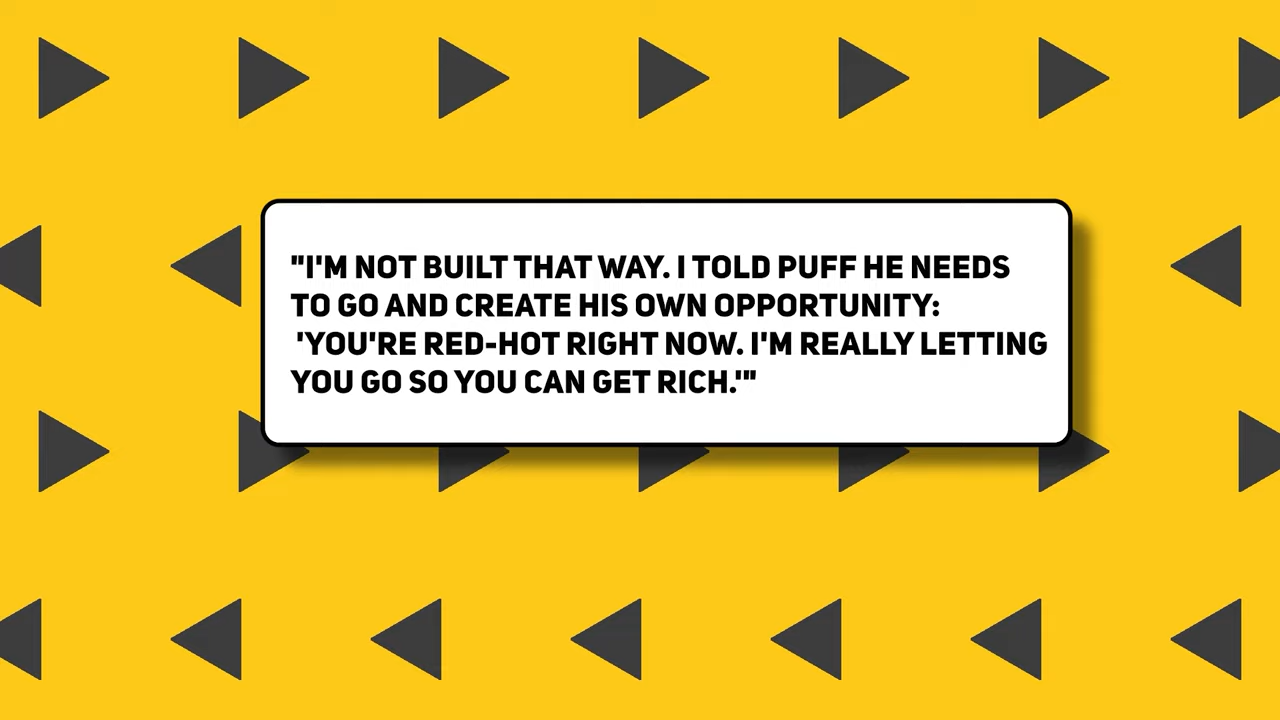 "I'M NOT BUILT THAT WAY. I TOLD PUFF HE NEEDS
TO GO AND CREATE HIS OWN OPPORTUNITY:
'YOU'RE RED-HOT RIGHT NOW. I'M REALLY LETTING
YOU GO SO YOU CAN GET RICH.'"